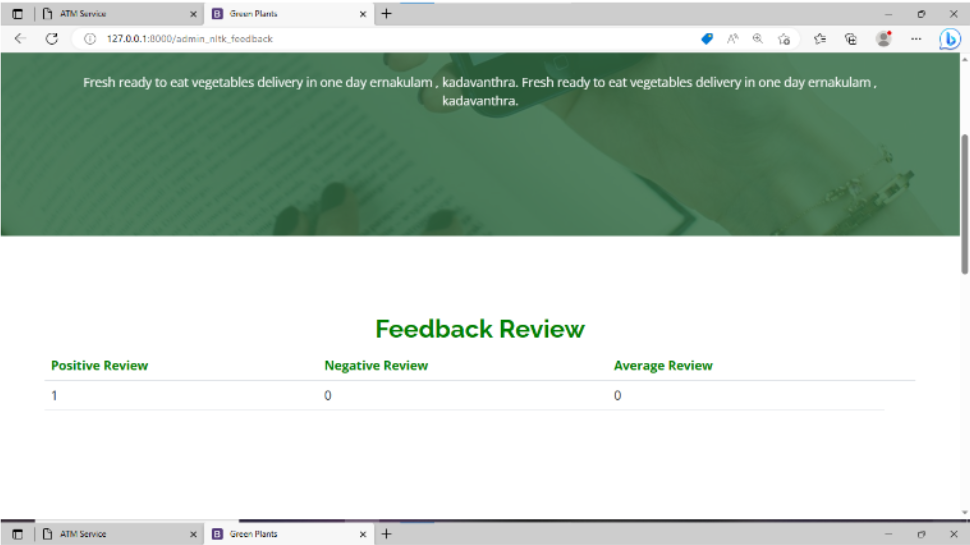 ATM Service
Green Plants
127.0.0.1:8000/admin_nltk_feedback
Fresh ready to eat vegetables delivery in one day ernakulam , kadavanthra. Fresh ready to eat vegetables delivery in one day ernakulam ,
kadavanthra.
Feedback Review
Positive Review Negative Review Average Review
1 0 0
ATM Service
Green Plants